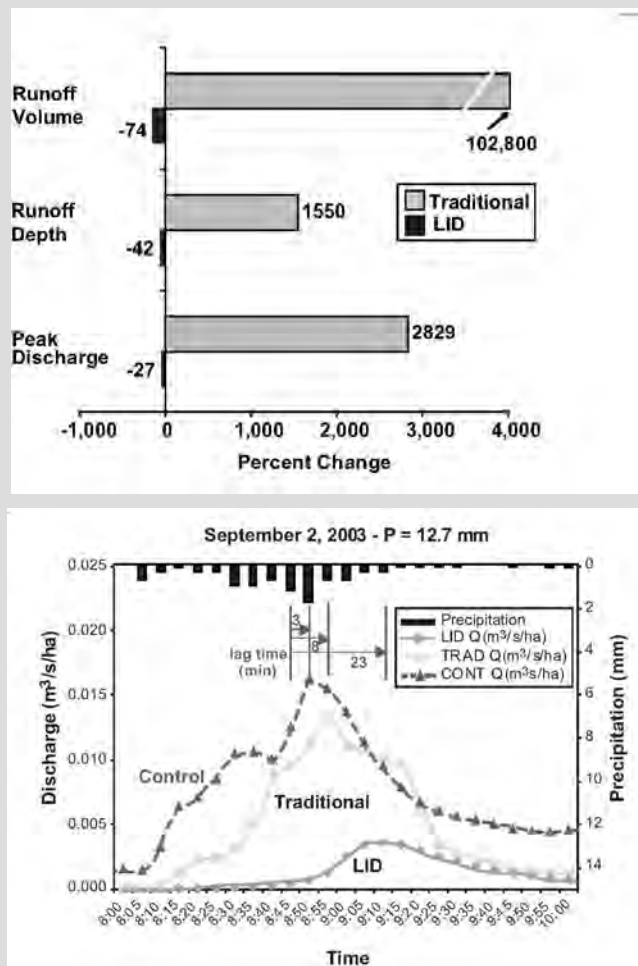 Runoff
Volume
-74
102,800
Runoff
Depth
1550
-42
Traditional
LID
Peak
Discharge
2829
-27
-1,000 0 1,000 2,000 3,000 4,000
Percent Change
September 2, 2003 - P = 12.7 mm
0.025
0.020
0.015
0.010
0.005
0.000
Discharge (m³/s/ha)
0
2
4
6
8
10
12
14
Precipitation (mm)
3
8
23
lag time
(min)
Precipitation
LID Q(m³/s/ha)
TRAD Q(m³/s/ha)
CONT Q(m³s/ha)
Control
Traditional
LID
8:00 8:05 8:10 8:15 8:20 8:25 8:30 8:35 8:40 8:45 8:50 8:55 9:00 9:05 9:10 9:15 9:20 9:25 9:30 9:35 9:40 9:45 9:50 9:55 10:00
Time